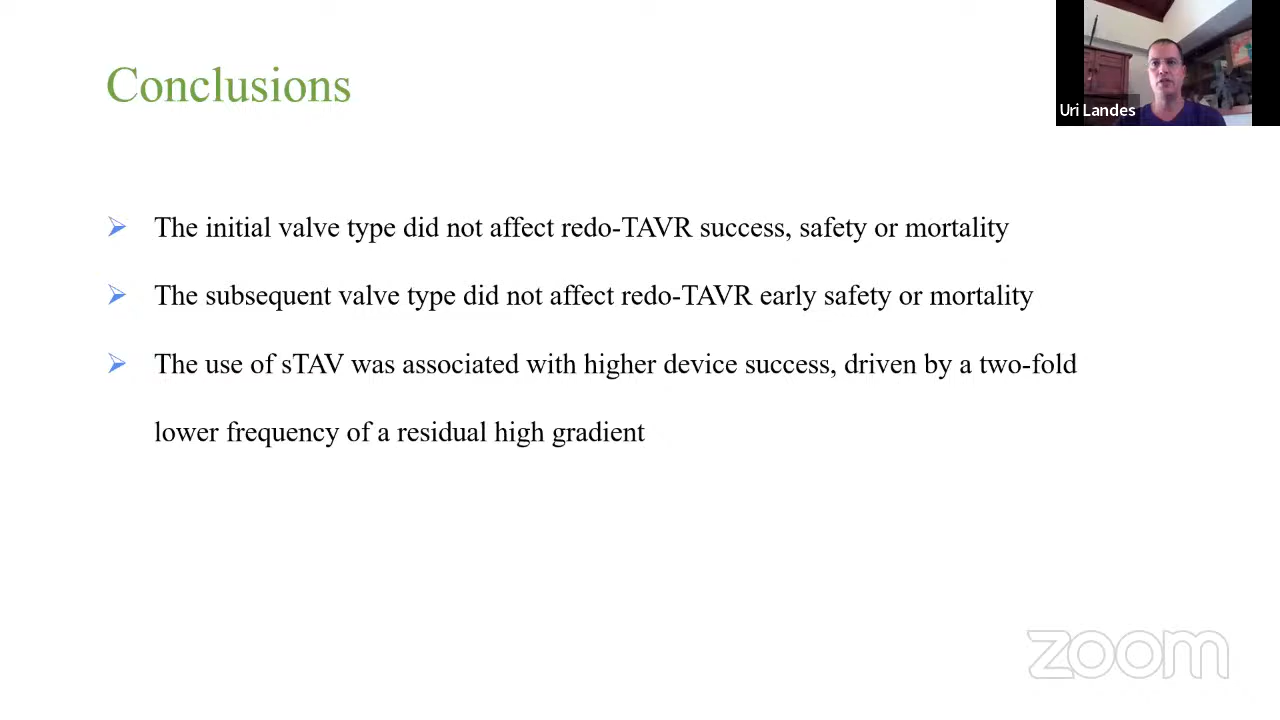 Conclusions
Uri Landes
The initial valve type did not affect redo-TAVR success, safety or mortality
The subsequent valve type did not affect redo-TAVR early safety or mortality
The use of sTAV was associated with higher device success, driven by a two-fold
lower frequency of a residual high gradient
zoom